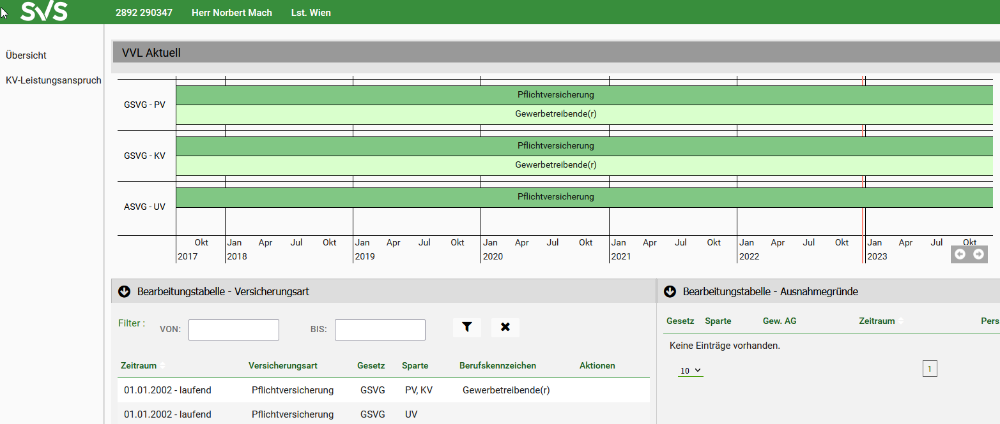 SVS 2892 290347 Herr Norbert Mach Lst. Wien
Übersicht
KV-Leistungsanspruch
VVL Aktuell
GSVG - PV
Pflichtversicherung
Gewerbetreibende(r)
GSVG - KV
Pflichtversicherung
Gewerbetreibende(r)
ASVG - UV
Pflichtversicherung
Okt Jan Apr Jul Okt Jan Apr Jul Okt Jan Apr Jul Okt Jan Apr Jul Okt Jan Apr Jul Okt Jan Apr Jul Okt
2017 2018 2019 2020 2021 2022 2023
Bearbeitungstabelle - Versicherungsart
Filter : VON: BIS:
Zeitraum Versicherungsart Gesetz Sparte Berufskennzeichen Aktionen
01.01.2002 - laufend Pflichtversicherung GSVG PV, KV Gewerbetreibende(r)
01.01.2002 - laufend Pflichtversicherung GSVG UV
Bearbeitungstabelle - Ausnahmegründe
Gesetz Sparte Gew. AG Zeitraum Pers
Keine Einträge vorhanden.
10 1